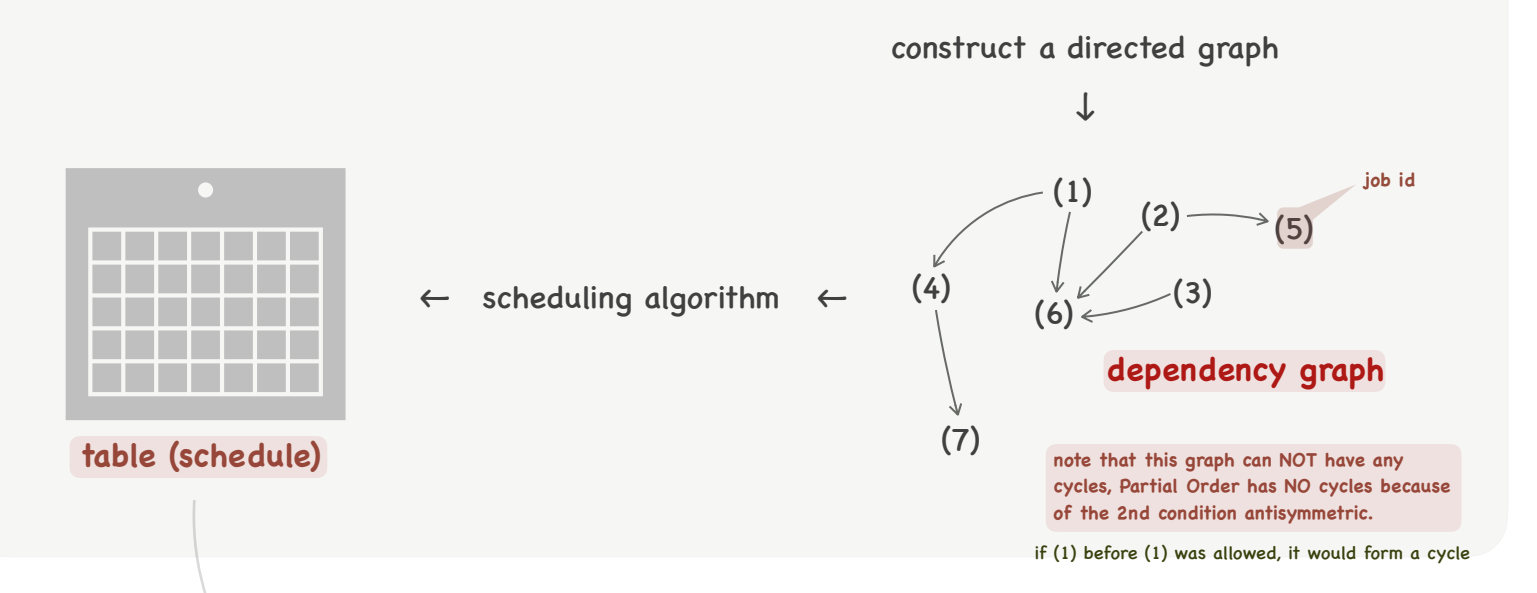 construct a directed graph
↓
(1)
job id
(2)
(5)
(4)
← scheduling algorithm ←
(3)
(6)
dependency graph
(7)
table (schedule)
note that this graph can NOT have any
cycles, Partial Order has NO cycles because
of the 2nd condition antisymmetric.
if (1) before (1) was allowed, it would form a cycle